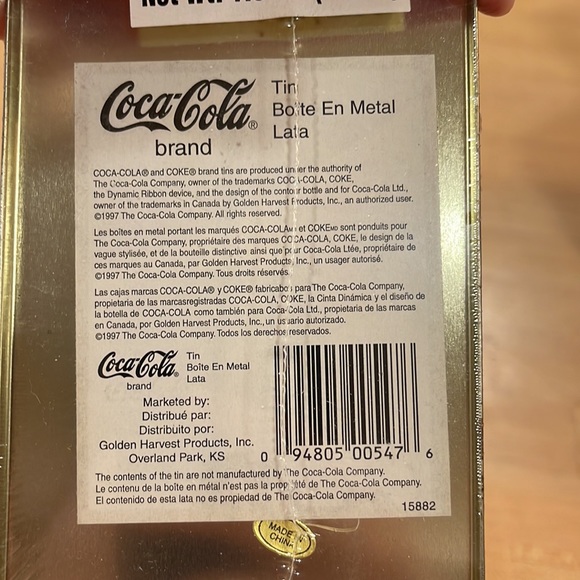 Coca-Cola®
brand
Tin
Boîte En Metal
Lata
COCA-COLA® and COKE® brand tins are produced under the authority of
The Coca-Cola Company, owner of the trademarks COCA-COLA, COKE,
the Dynamic Ribbon device, and the design of the contour bottle and for Coca-Cola Ltd.,
owner of the trademarks in Canada by Golden Harvest Products, Inc., an authorized user.
©1997 The Coca-Cola Company. All rights reserved.
Les boîtes en metal portant les marqués COCA-COLA et COKE sont punduits pour
The Coca-Cola Company, propriétaire des marques COCA-COLA, COKE, le design de la
vague stylisée, et de la bouteille distinctive ainsi que pour Coca-Cola Ltée, propriétaire de
ces marques au Canada, par Golden Harvest Products, Inc., un usager autorisé.
©1997 The Coca-Cola Company. Tous droits réservés.
Las cajas marcas COCA-COLA® y COKE® fabricabos para The Coca-Cola Company,
propietaria de las marcasregistradas COCA-COLA, COKE, la Cinta Dinámica y el diseño de
la botella de COCA-COLA como también para Coca-Cola Ltd., propietaria de las marcas
en Canada, por Golden Harvest Products, Inc., un usuario autorizado.
©1997 The Coca-Cola Company. Todos los derechos reservados.
Coca-Cola®
brand
Tin
Boîte En Metal
Lata
Marketed by:
Distribué par:
Distribuito por:
Golden Harvest Products, Inc.
Overland Park, KS
0 94805 00547 6
The contents of the tin are not manufactured by The Coca-Cola Company.
Le contenu de la boîte en métal n'est pas la propriété de The Coca-Cola Company.
El contenido de esta lata no es propiedad de The Coca-Cola Company.
15882
MADE IN
CHINA